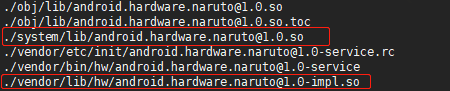 ./obj/lib/android.hardware.naruto@1.0.so
./obj/lib/android.hardware.naruto@1.0.so.toc
./system/lib/android.hardware.naruto@1.0.so
./vendor/etc/init/android.hardware.naruto@1.0-service.rc
./vendor/bin/hw/android.hardware.naruto@1.0-service
./vendor/lib/hw/android.hardware.naruto@1.0-impl.so